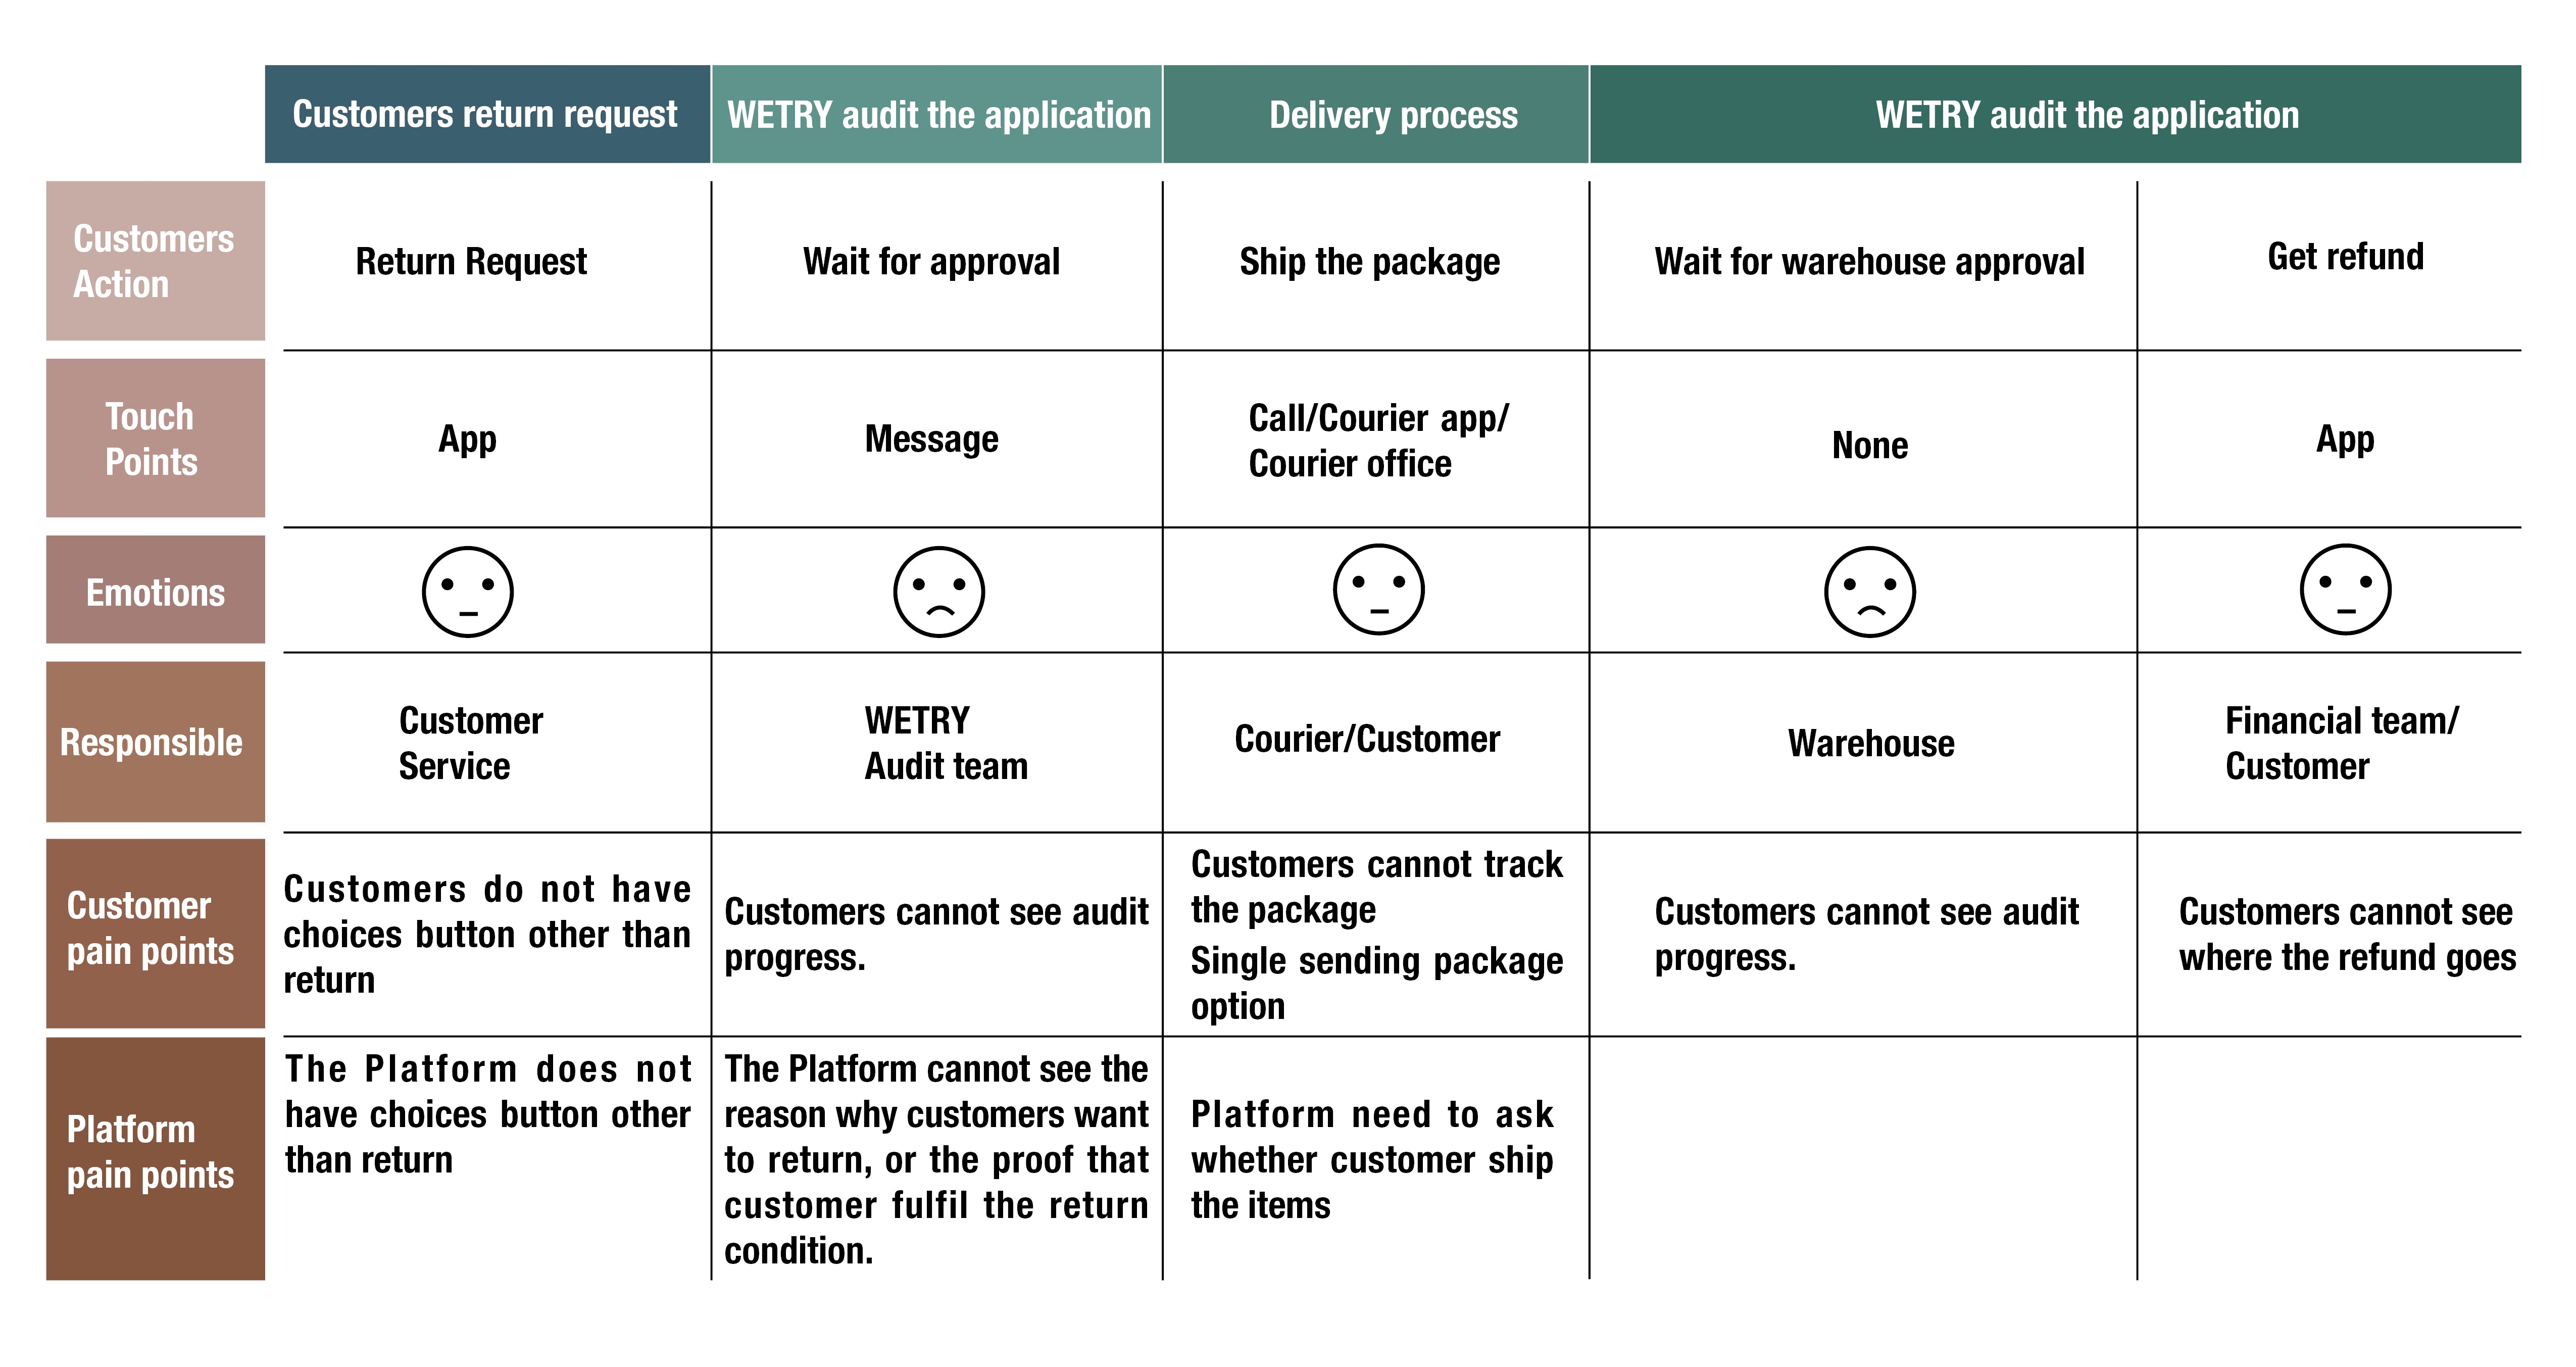 Customers return request
WETRY audit the application
Delivery process
WETRY audit the application
Customers
Action
Return Request
Wait for approval
Ship the package
Wait for warehouse approval
Get refund
Touch
Points
App
Message
Call/Courier app/
Courier office
None
App
Emotions
Responsible
Customer
Service
WETRY
Audit team
Courier/Customer
Warehouse
Financial team/
Customer
Customer
pain points
Customers do not have
choices button other than
return
Customers cannot see audit
progress.
Customers cannot track
the package
Single sending package
option
Customers cannot see audit
progress.
Customers cannot see
where the refund goes
Platform
pain points
The Platform does not
have choices button other
than return
The Platform cannot see the
reason why customers want
to return, or the proof that
customer fulfil the return
condition.
Platform need to ask
whether customer ship
the items